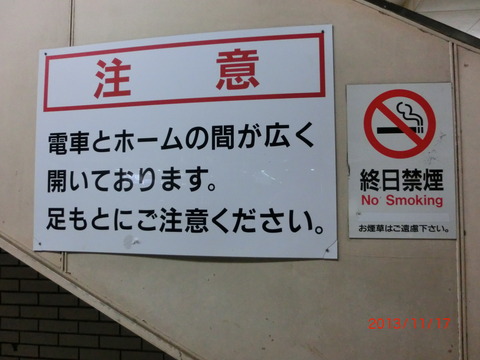 注意
電車とホームの間が広く
開いております。
足もとにご注意ください。
終日禁煙
No Smoking
お煙草はご遠慮下さい。
2013/11/17